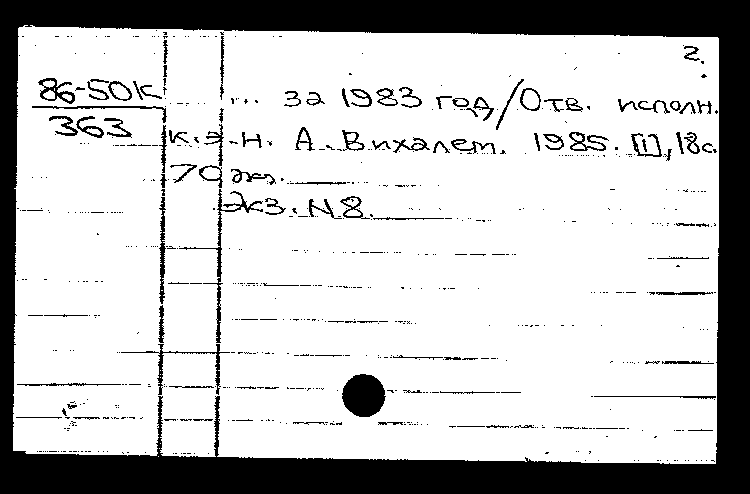 2.
86-50К
363
... за 1983 год/Отв. исполн.
к.э.н. А. Вихалем. 1985. [1], 18с.
70 экз.
Экз. N8.